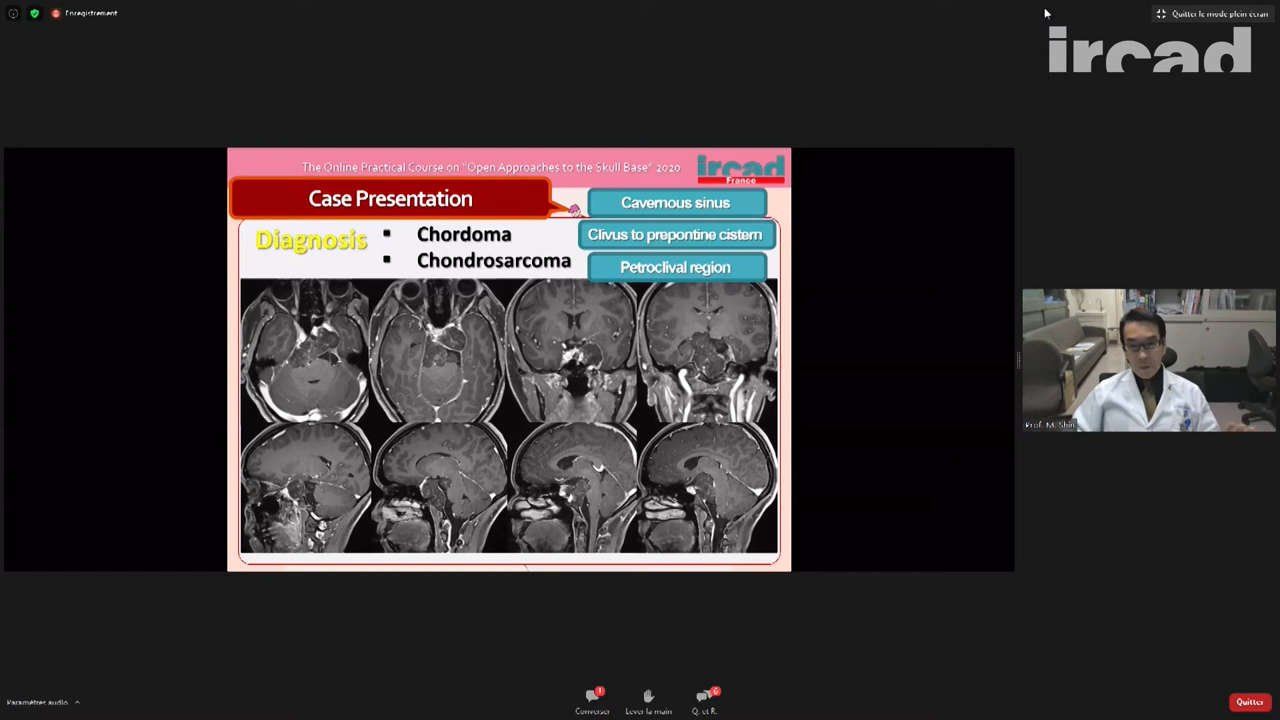 Enregistrement
Quitter le mode plein écran
ircad
The Online Practical Course on "Open Approaches to the Skull Base" 2020
ircad
France
Case Presentation
Cavernous sinus
Diagnosis
▪ Chordoma
Clivus to prepontine cistern
▪ Chondrosarcoma
Petroclival region
Prof. M. Shin
Paramètres audio
1
6
Converser
Lever la main
Q. et R.
Quitter